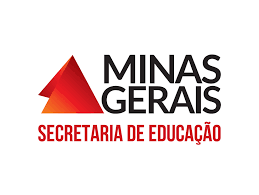 MINAS
GERAIS
SECRETARIA DE EDUCAÇÃO